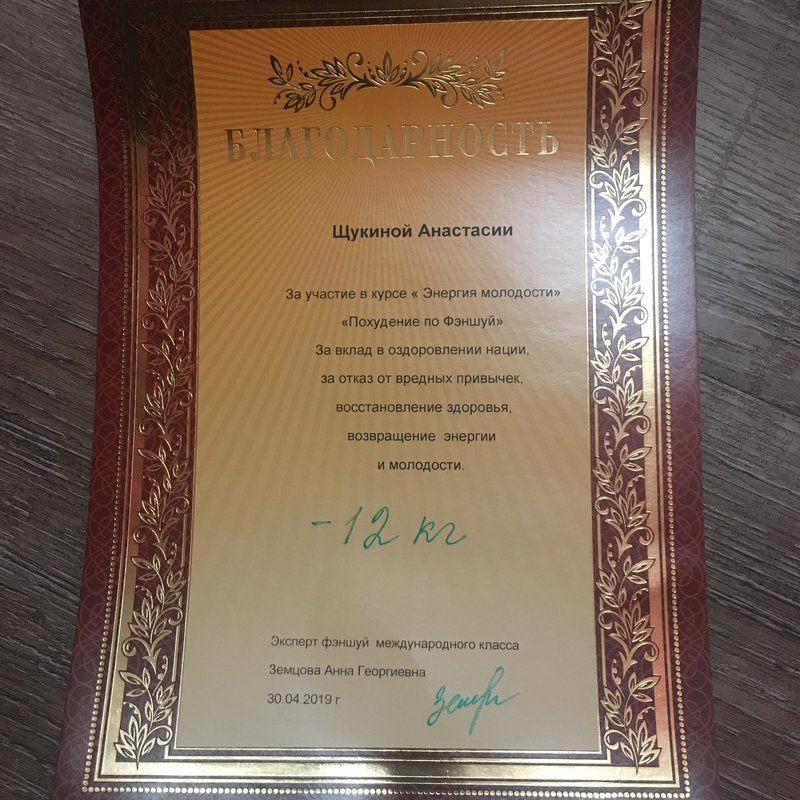 БЛАГОДАРНОСТЬ
Щукиной Анастасии
За участие в курсе « Энергия молодости»
«Похудение по Фэншуй»
За вклад в оздоровлении нации,
за отказ от вредных привычек,
восстановление здоровья,
возвращение энергии
и молодости.
-12 кг
Эксперт фэншуй международного класса
Земцова Анна Георгиевна
30.04.2019 г